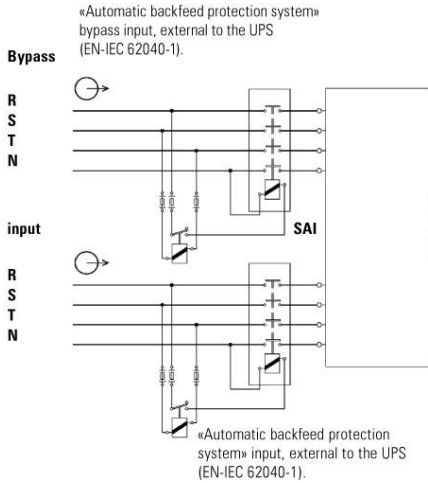 «Automatic backfeed protection system»
bypass input, external to the UPS
(EN-IEC 62040-1).
Bypass
R
S
T
N
input
SAI
R
S
T
N
«Automatic backfeed protection
system» input, external to the UPS
(EN-IEC 62040-1).